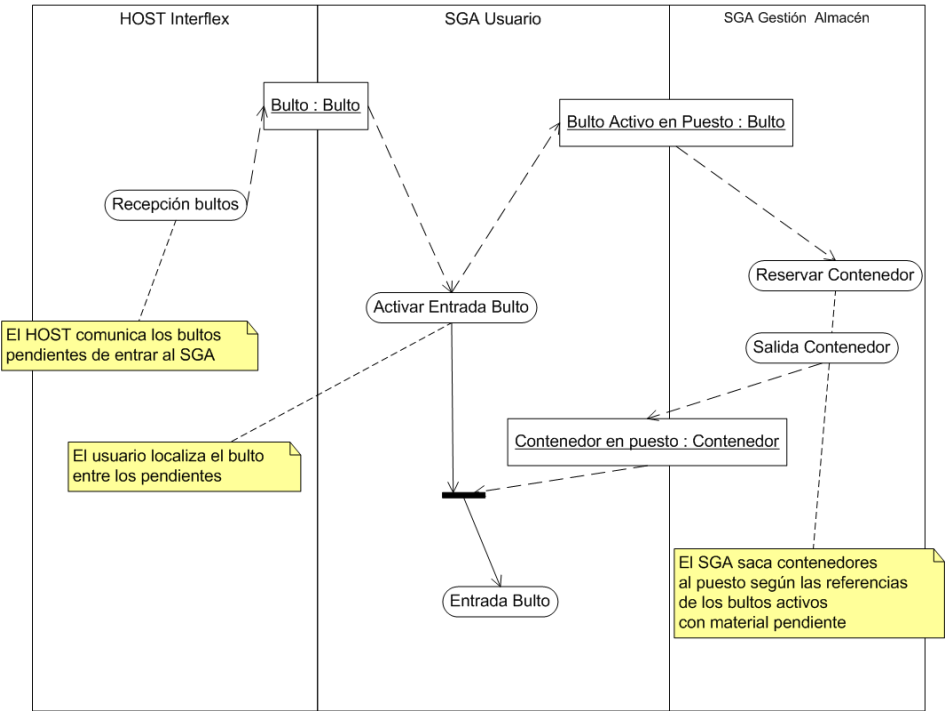 HOST Interflex
SGA Usuario
SGA Gestión Almacén
Bulto : Bulto
Bulto Activo en Puesto : Bulto
Recepción bultos
Reservar Contenedor
Activar Entrada Bulto
El HOST comunica los bultos
pendientes de entrar al SGA
Salida Contenedor
Contenedor en puesto : Contenedor
El usuario localiza el bulto
entre los pendientes
El SGA saca contenedores
al puesto según las referencias
de los bultos activos
con material pendiente
Entrada Bulto